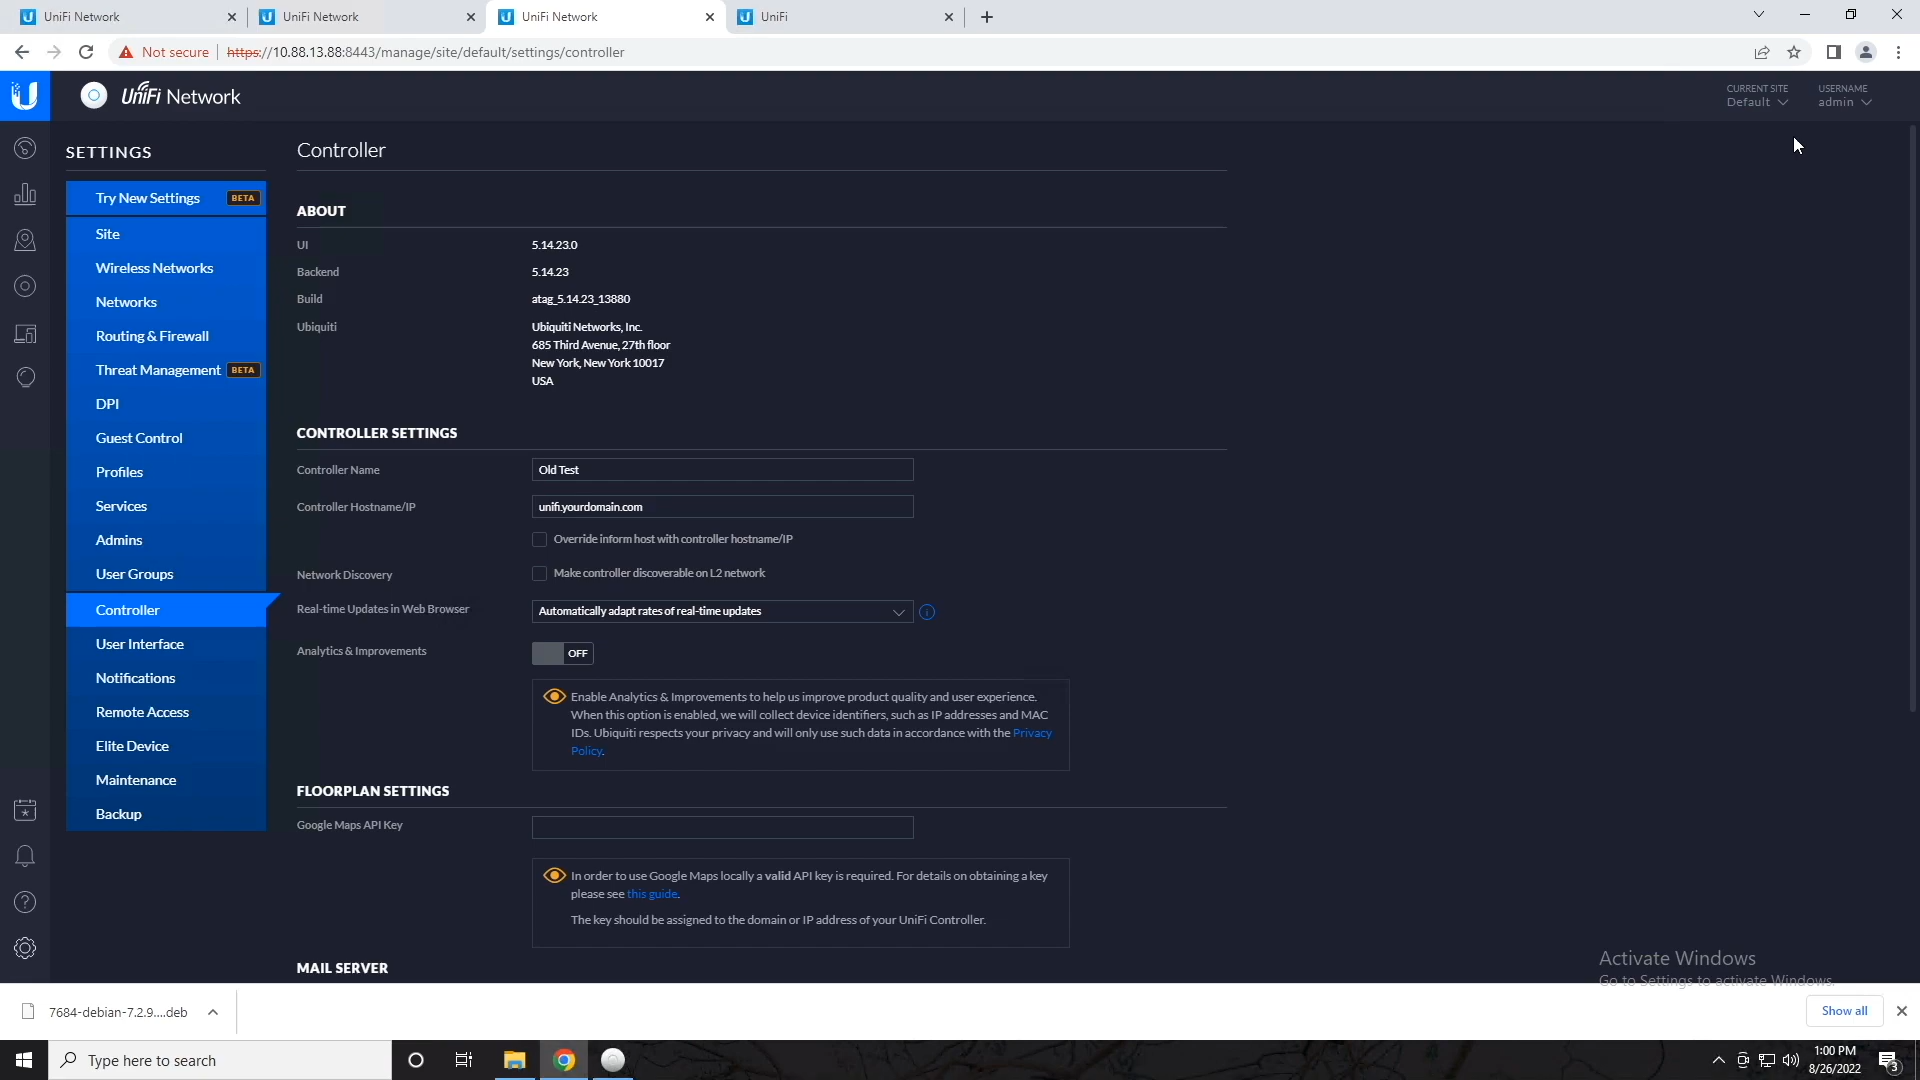 UniFi Network
UniFi Network
UniFi Network
UniFi
Not secure
https://10.88.13.88:8443/manage/site/default/settings/controller
UniFi Network
CURRENT SITE
Default
USERNAME
admin
SETTINGS
Try New Settings BETA
Site
Wireless Networks
Networks
Routing & Firewall
Threat Management BETA
DPI
Guest Control
Profiles
Services
Admins
User Groups
Controller
User Interface
Notifications
Remote Access
Elite Device
Maintenance
Backup
Controller
ABOUT
UI 5.14.23.0
Backend 5.14.23
Build atag_5.14.23_13880
Ubiquiti Ubiquiti Networks, Inc.
685 Third Avenue, 27th floor
New York, New York 10017
USA
CONTROLLER SETTINGS
Controller Name Old Test
Controller Hostname/IP unifi.yourdomain.com
Override inform host with controller hostname/IP
Network Discovery Make controller discoverable on L2 network
Real-time Updates in Web Browser Automatically adapt rates of real-time updates
Analytics & Improvements OFF
Enable Analytics & Improvements to help us improve product quality and user experience.
When this option is enabled, we will collect device identifiers, such as IP addresses and MAC
IDs. Ubiquiti respects your privacy and will only use such data in accordance with the Privacy
Policy.
FLOORPLAN SETTINGS
Google Maps API Key
In order to use Google Maps locally a valid API key is required. For details on obtaining a key
please see this guide.
The key should be assigned to the domain or IP address of your UniFi Controller.
MAIL SERVER
Activate Windows
Go to Settings to activate Windows.
7684-debian-7.2.9....deb
Show all
Type here to search
1:00 PM
8/26/2022
3